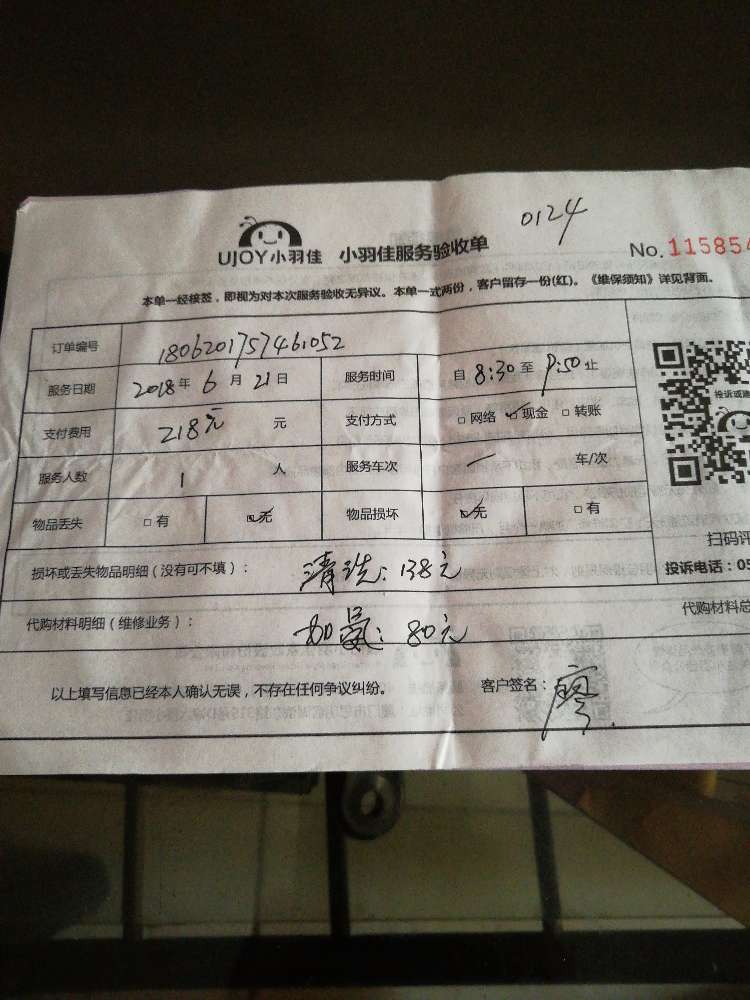 0124
UJOY小羽佳 小羽佳服务验收单
No. 115854
本单一经核签，即视为对本次服务验收无异议。本单一式两份，客户留存一份(红)。《维保须知》详见背面。
订单编号 1806201757461052
服务日期 2018年 6 月 21 日 服务时间 自 8:30 至 9:50 止
支付费用 218元 元 支付方式 □ 网络 ☑ 现金 □ 转账
服务人数 1 人 服务车次 一 车/次
物品丢失 □ 有 ☑ 无 物品损坏 ☑ 无 □ 有
投诉或建
扫码评
损坏或丢失物品明细（没有可不填）： 清洗：138元
投诉电话：05
代购材料明细（维修业务）： 加氟：80元
代购材料总
以上填写信息已经本人确认无误，不存在任何争议纠纷。 客户签名：廖